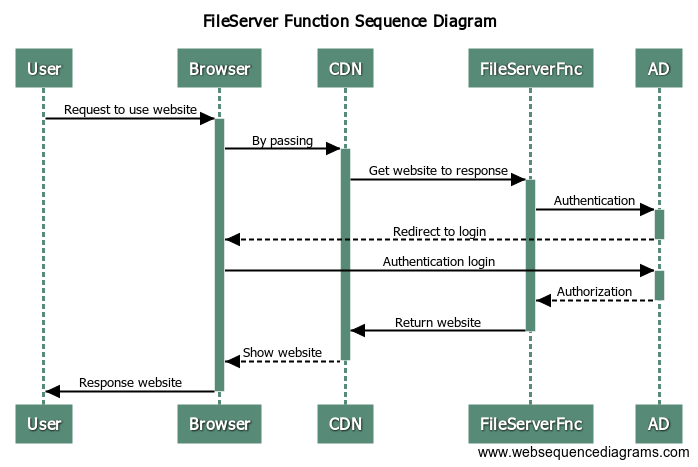 FileServer Function Sequence Diagram
User Browser CDN FileServerFnc AD
Request to use website
By passing
Get website to response
Authentication
Redirect to login
Authentication login
Authorization
Return website
Show website
Response website
User Browser CDN FileServerFnc AD
www.websequencediagrams.com